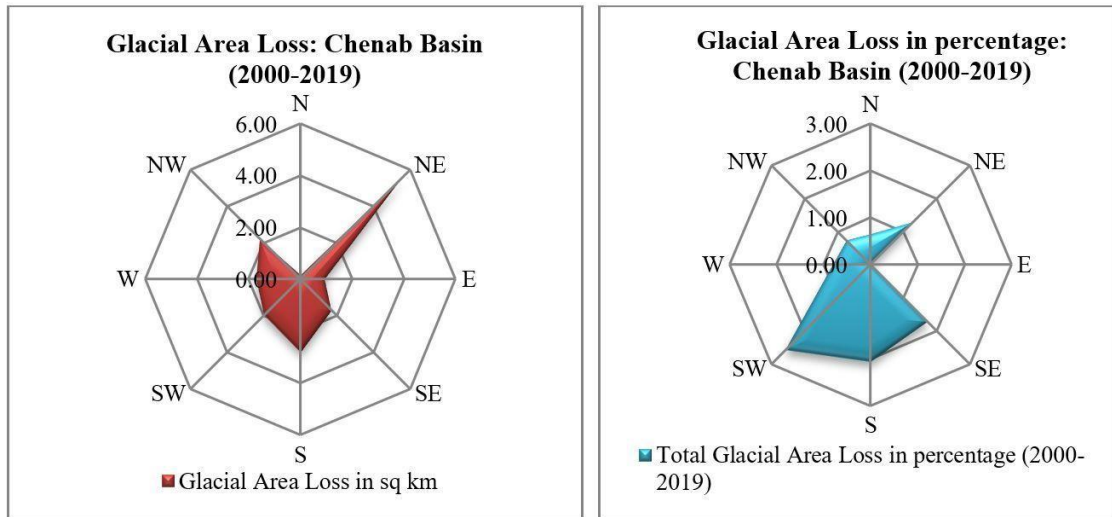 Glacial Area Loss: Chenab Basin
(2000-2019)
N
6.00
NW
NE
4.00
2.00
W
0.00
E
SW
SE
S
Glacial Area Loss in sq km
Glacial Area Loss in percentage:
Chenab Basin (2000-2019)
N
3.00
NW
NE
2.00
1.00
W
0.00
E
SW
SE
S
Total Glacial Area Loss in percentage (2000-
2019)